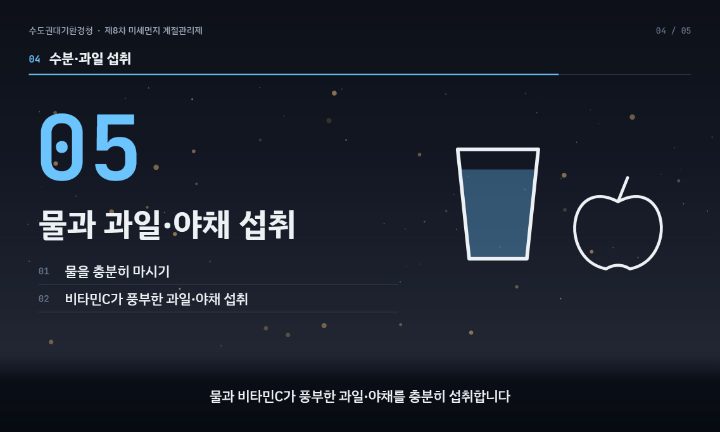 수도권대기환경청 · 제8차 미세먼지 계절관리제
04 / 05
04 수분·과일 섭취
05
물과 과일·야채 섭취
01 물을 충분히 마시기
02 비타민C가 풍부한 과일·야채 섭취
물과 비타민C가 풍부한 과일·야채를 충분히 섭취합니다